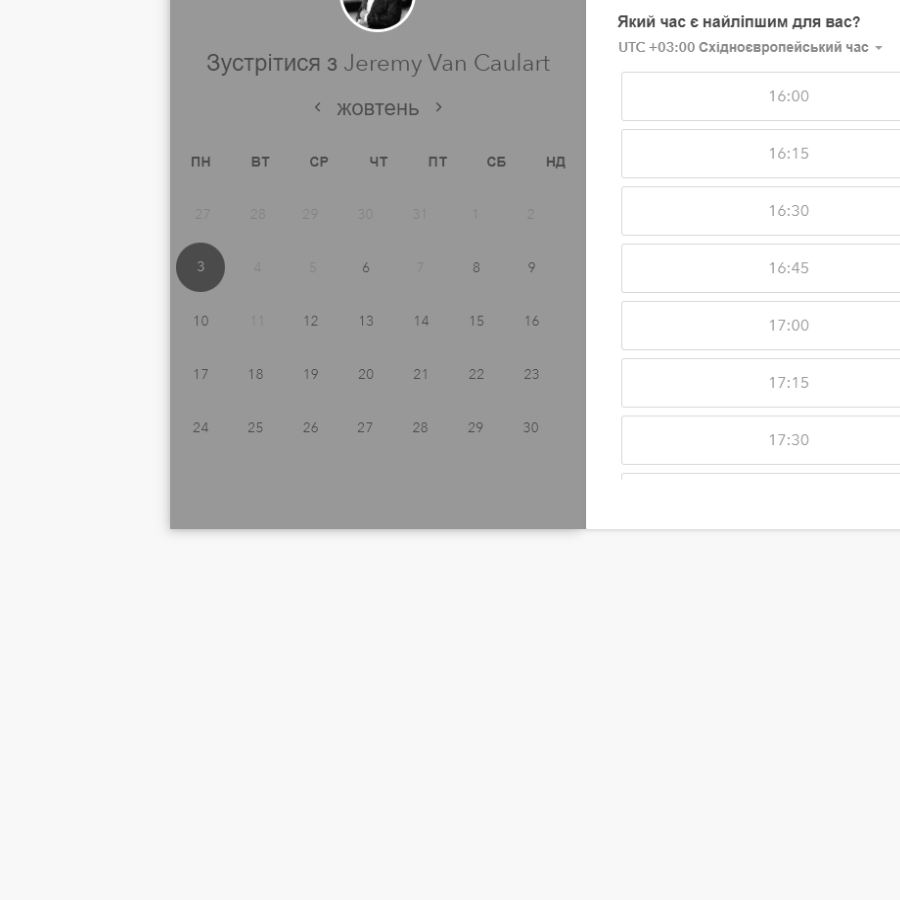 Зустрітися з Jeremy Van Caulart
жовтень
ПН ВТ СР ЧТ ПТ СБ НД
27 28 29 30 31 1 2
3 4 5 6 7 8 9
10 11 12 13 14 15 16
17 18 19 20 21 22 23
24 25 26 27 28 29 30
Який час є найліпшим для вас?
UTC +03:00 Східноєвропейський час
16:00
16:15
16:30
16:45
17:00
17:15
17:30